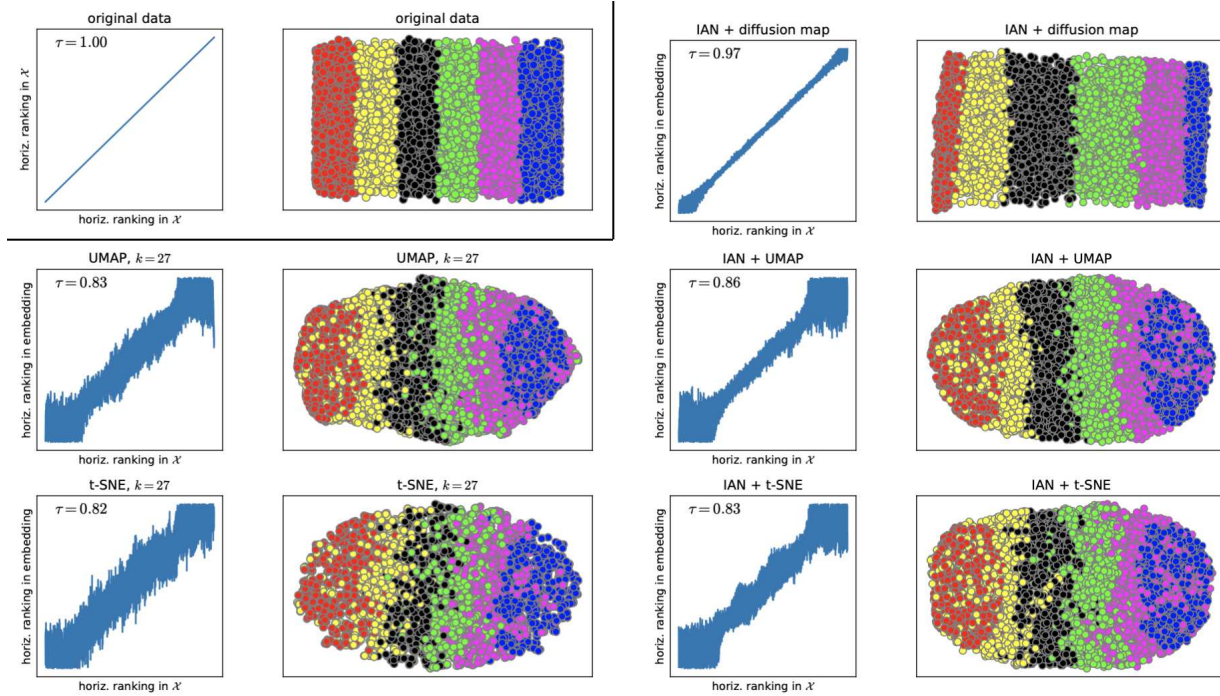 original data
τ = 1.00
horiz. ranking in 𝒳
horiz. ranking in 𝒳
original data
IAN + diffusion map
τ = 0.97
horiz. ranking in embedding
horiz. ranking in 𝒳
IAN + diffusion map
UMAP, k = 27
τ = 0.83
horiz. ranking in embedding
horiz. ranking in 𝒳
UMAP, k = 27
IAN + UMAP
τ = 0.86
horiz. ranking in embedding
horiz. ranking in 𝒳
IAN + UMAP
t-SNE, k = 27
τ = 0.82
horiz. ranking in embedding
horiz. ranking in 𝒳
t-SNE, k = 27
IAN + t-SNE
τ = 0.83
horiz. ranking in embedding
horiz. ranking in 𝒳
IAN + t-SNE